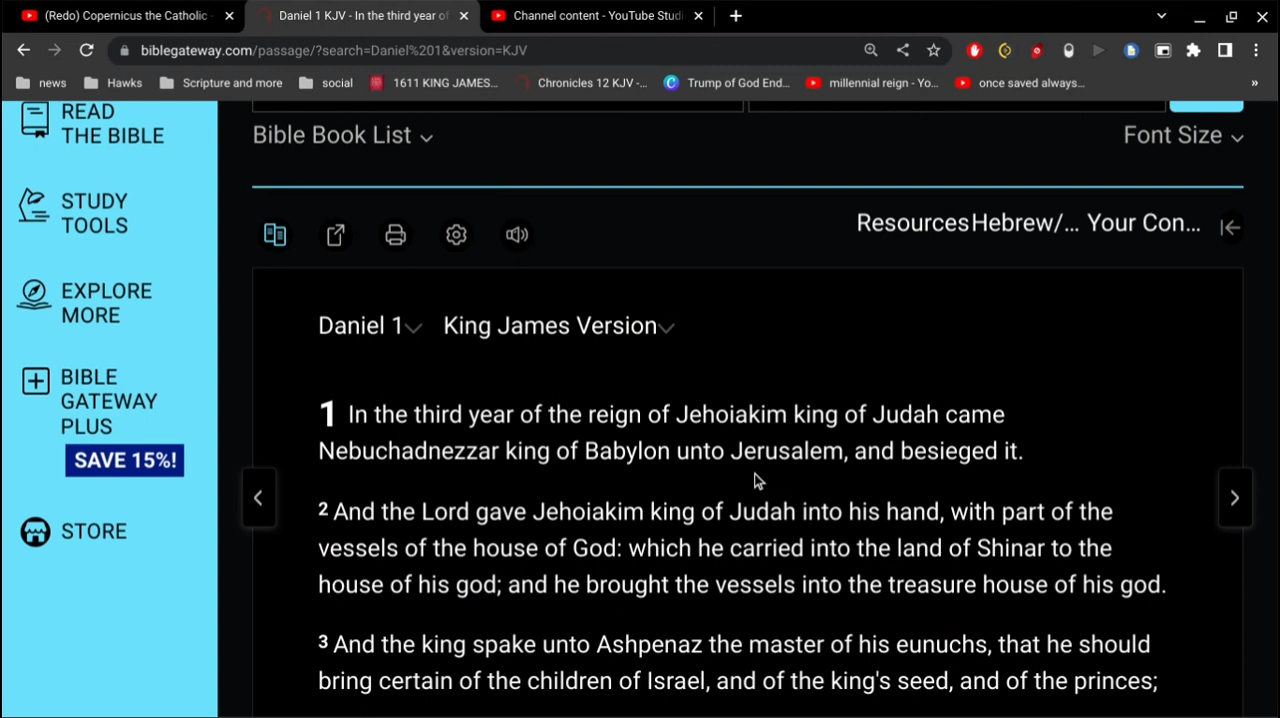 (Redo) Copernicus the Catholic -
Daniel 1 KJV - In the third year of
Channel content - YouTube Studi
biblegateway.com/passage/?search=Daniel%201&version=KJV
news Hawks Scripture and more social 1611 KING JAMES... Chronicles 12 KJV -... Trump of God End... millennial reign - Yo... once saved always... »
READ
THE BIBLE
STUDY
TOOLS
EXPLORE
MORE
BIBLE
GATEWAY
PLUS
SAVE 15%!
STORE
Bible Book List Font Size
Resources Hebrew/... Your Con...
Daniel 1 King James Version
1 In the third year of the reign of Jehoiakim king of Judah came
Nebuchadnezzar king of Babylon unto Jerusalem, and besieged it.
2 And the Lord gave Jehoiakim king of Judah into his hand, with part of the
vessels of the house of God: which he carried into the land of Shinar to the
house of his god; and he brought the vessels into the treasure house of his god.
3 And the king spake unto Ashpenaz the master of his eunuchs, that he should
bring certain of the children of Israel, and of the king's seed, and of the princes;